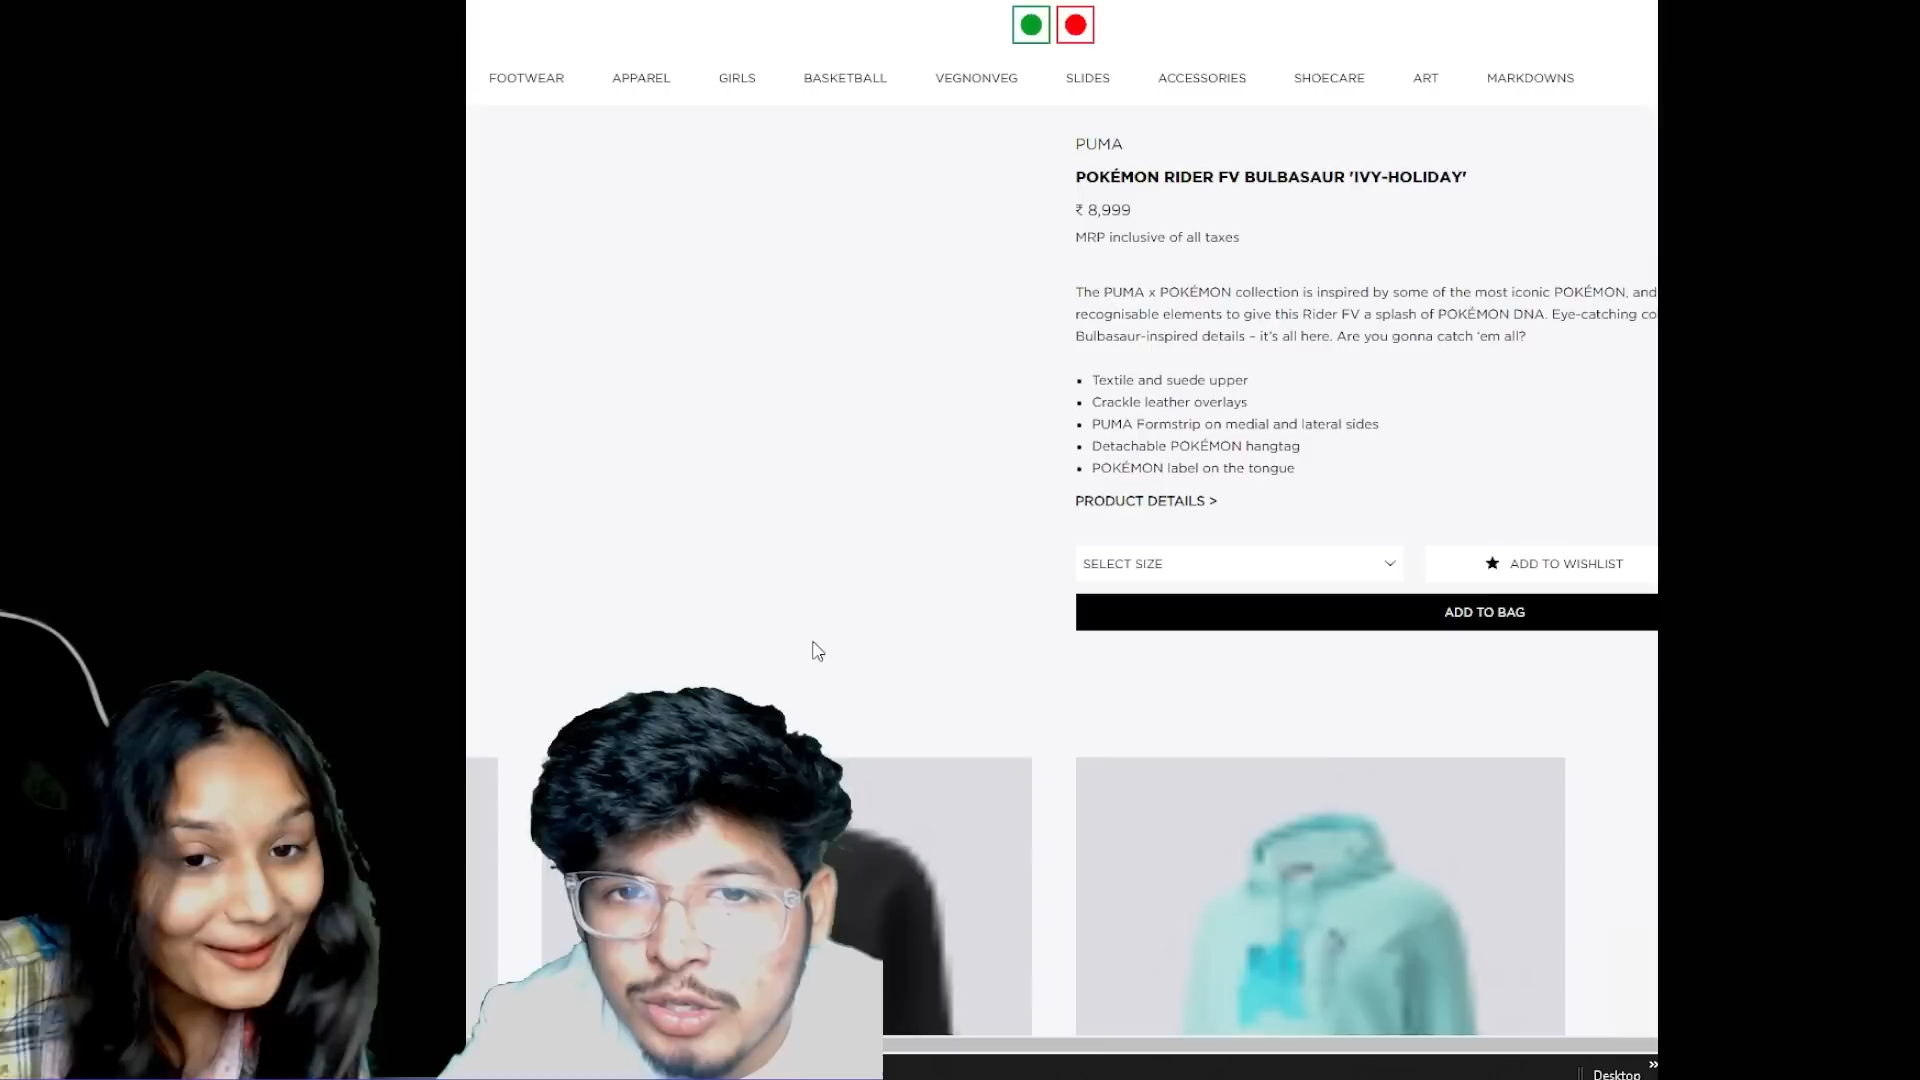 FOOTWEAR APPAREL GIRLS BASKETBALL VEGNONVEG SLIDES ACCESSORIES SHOECARE ART MARKDOWNS
PUMA
POKÉMON RIDER FV BULBASAUR 'IVY-HOLIDAY'
₹ 8,999
MRP inclusive of all taxes
The PUMA x POKÉMON collection is inspired by some of the most iconic POKÉMON, and
recognisable elements to give this Rider FV a splash of POKÉMON DNA. Eye-catching co
Bulbasaur-inspired details – it's all here. Are you gonna catch 'em all?
▪ Textile and suede upper
▪ Crackle leather overlays
▪ PUMA Formstrip on medial and lateral sides
▪ Detachable POKÉMON hangtag
▪ POKÉMON label on the tongue
PRODUCT DETAILS >
SELECT SIZE ★ ADD TO WISHLIST
ADD TO BAG
Desktop »